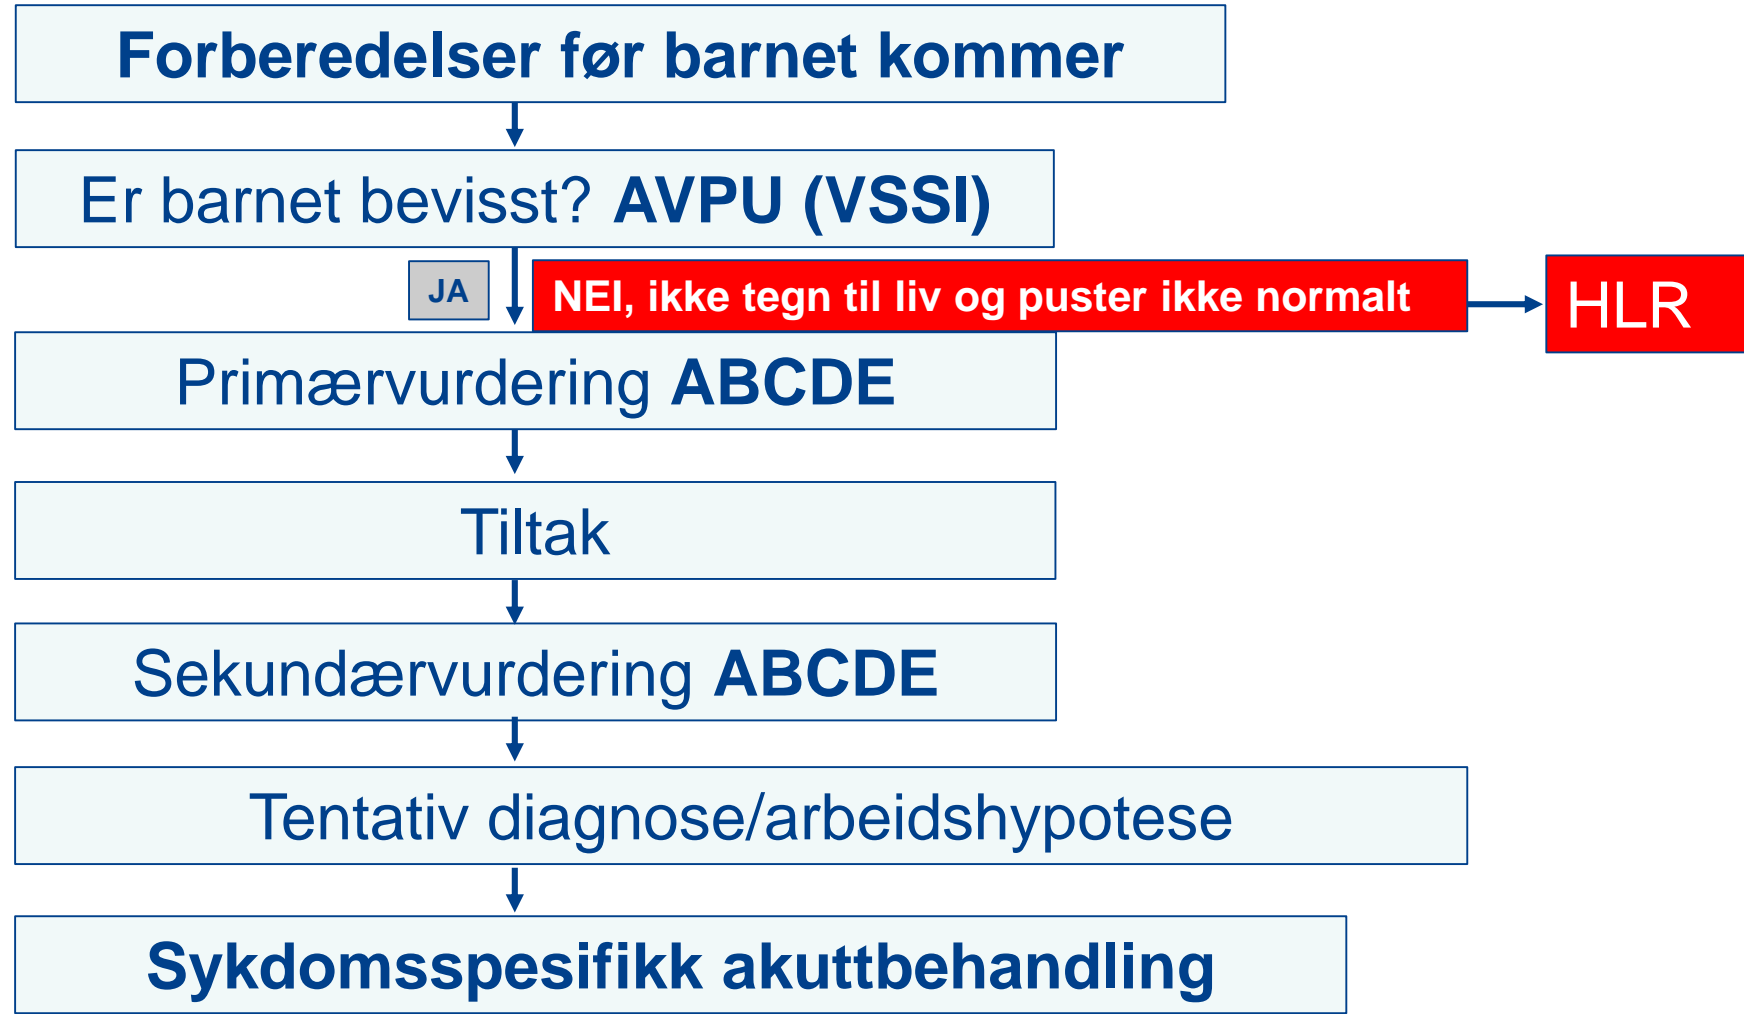 Forberedelser før barnet kommer
Er barnet bevisst? AVPU (VSSI)
JA
NEI, ikke tegn til liv og puster ikke normalt
HLR
Primærvurdering ABCDE
Tiltak
Sekundærvurdering ABCDE
Tentativ diagnose/arbeidshypotese
Sykdomsspesifikk akuttbehandling